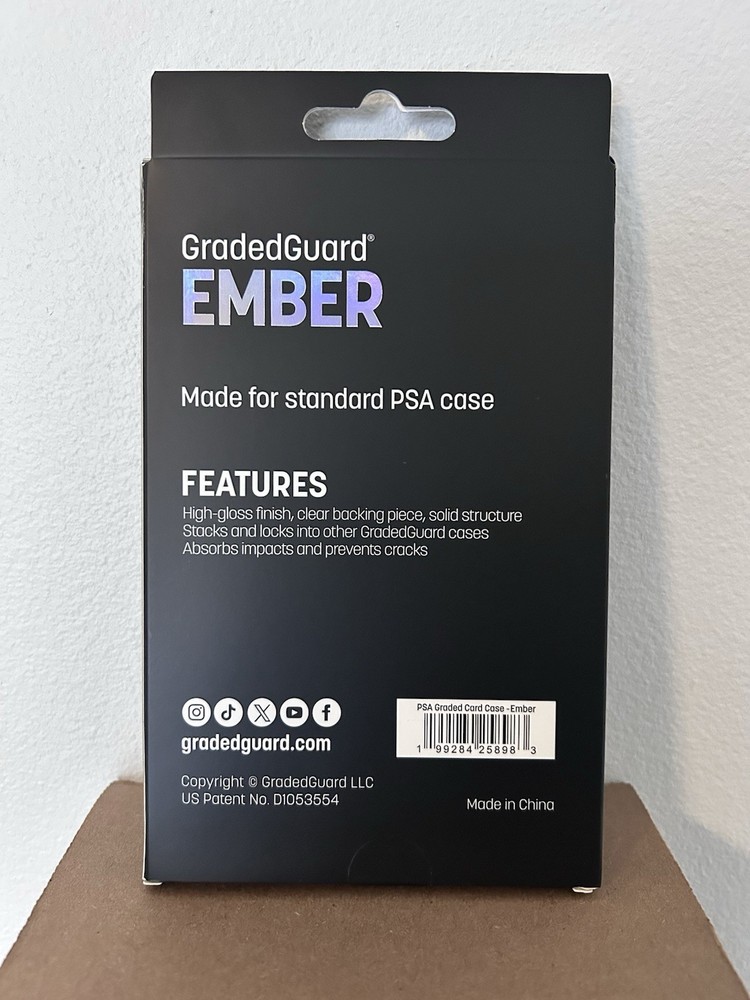 GradedGuard®
EMBER
Made for standard PSA case
FEATURES
High-gloss finish, clear backing piece, solid structure
Stacks and locks into other GradedGuard cases
Absorbs impacts and prevents cracks
gradedguard.com
PSA Graded Card Case -Ember
1 99284 25898 3
Copyright © GradedGuard LLC
US Patent No. D1053554
Made in China